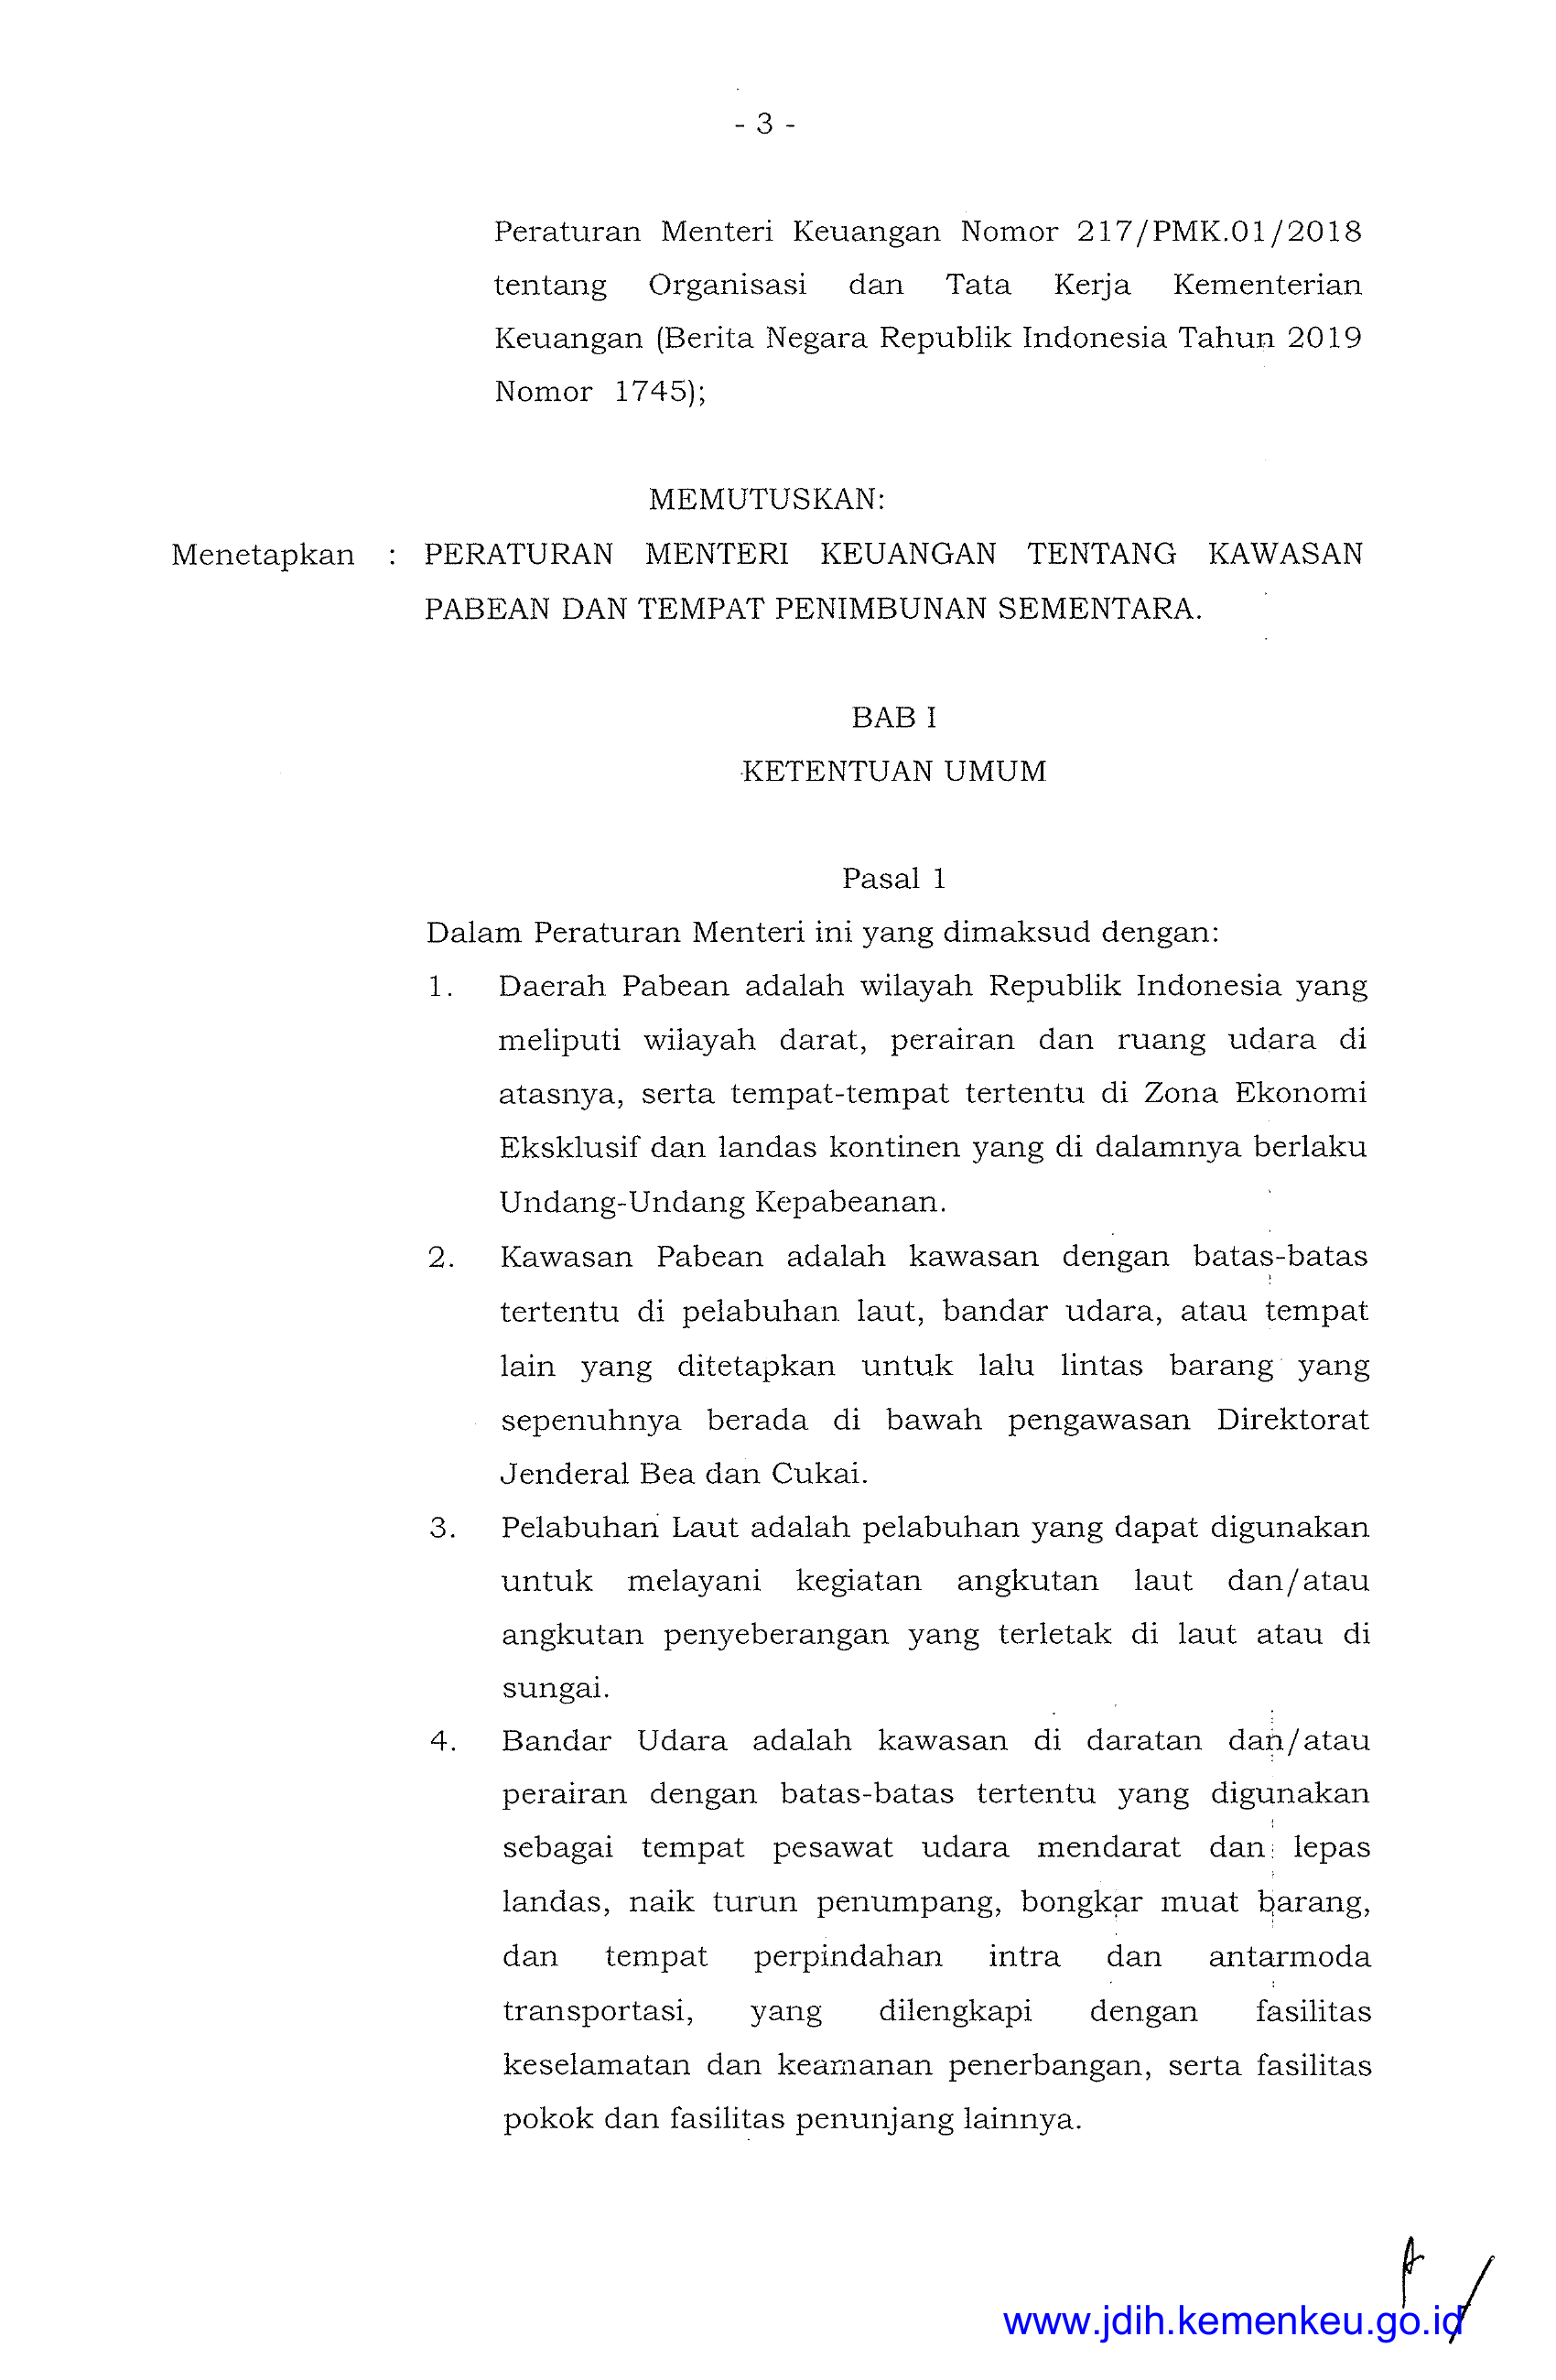 - 3 -
Peraturan Menteri Keuangan Nomor 217/PMK.01/2018
tentang Organisasi dan Tata Kerja Kementerian
Keuangan (Berita Negara Republik Indonesia Tahun 2019
Nomor 1745);
MEMUTUSKAN:
Menetapkan : PERATURAN MENTERI KEUANGAN TENTANG KAWASAN
PABEAN DAN TEMPAT PENIMBUNAN SEMENTARA.
BAB I
KETENTUAN UMUM
Pasal 1
Dalam Peraturan Menteri ini yang dimaksud dengan:
1. Daerah Pabean adalah wilayah Republik Indonesia yang
meliputi wilayah darat, perairan dan ruang udara di
atasnya, serta tempat-tempat tertentu di Zona Ekonomi
Eksklusif dan landas kontinen yang di dalamnya berlaku
Undang-Undang Kepabeanan.
2. Kawasan Pabean adalah kawasan dengan batas-batas
tertentu di pelabuhan laut, bandar udara, atau tempat
lain yang ditetapkan untuk lalu lintas barang yang
sepenuhnya berada di bawah pengawasan Direktorat
Jenderal Bea dan Cukai.
3. Pelabuhan Laut adalah pelabuhan yang dapat digunakan
untuk melayani kegiatan angkutan laut dan/atau
angkutan penyeberangan yang terletak di laut atau di
sungai.
4. Bandar Udara adalah kawasan di daratan dan/atau
perairan dengan batas-batas tertentu yang digunakan
sebagai tempat pesawat udara mendarat dan lepas
landas, naik turun penumpang, bongkar muat barang,
dan tempat perpindahan intra dan antarmoda
transportasi, yang dilengkapi dengan fasilitas
keselamatan dan keamanan penerbangan, serta fasilitas
pokok dan fasilitas penunjang lainnya.
www.jdih.kemenkeu.go.id